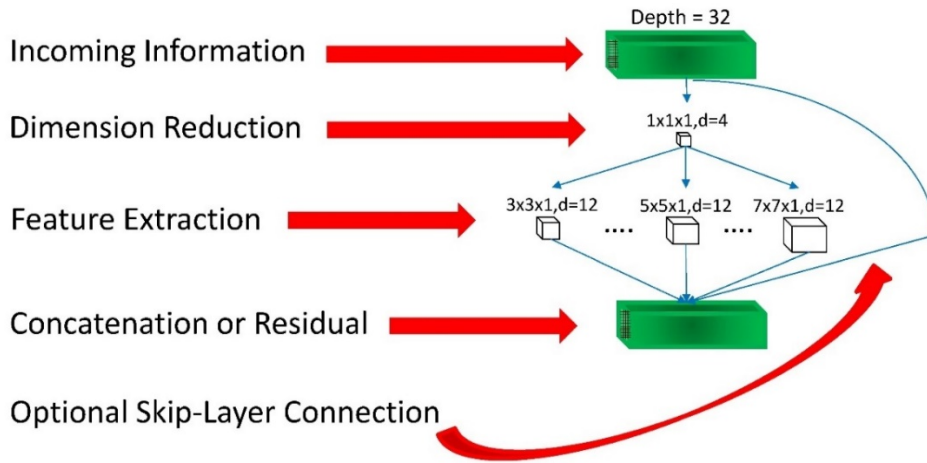 Depth = 32
Incoming Information
1x1x1,d=4
Dimension Reduction
3x3x1,d=12
5x5x1,d=12
7x7x1,d=12
Feature Extraction
....
....
Concatenation or Residual
Optional Skip-Layer Connection